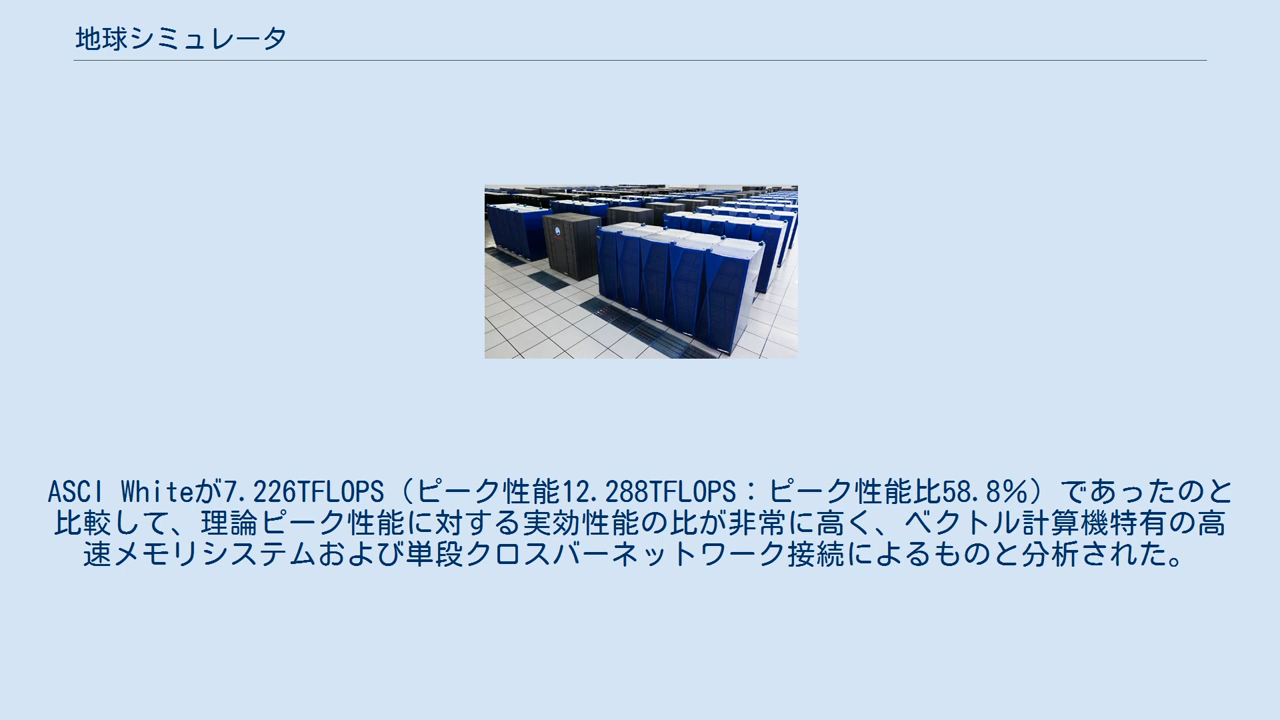 地球シミュレータ
ASCI Whiteが7.226TFLOPS（ピーク性能12.288TFLOPS：ピーク性能比58.8％）であったのと
比較して、理論ピーク性能に対する実効性能の比が非常に高く、ベクトル計算機特有の高
速メモリシステムおよび単段クロスバーネットワーク接続によるものと分析された。